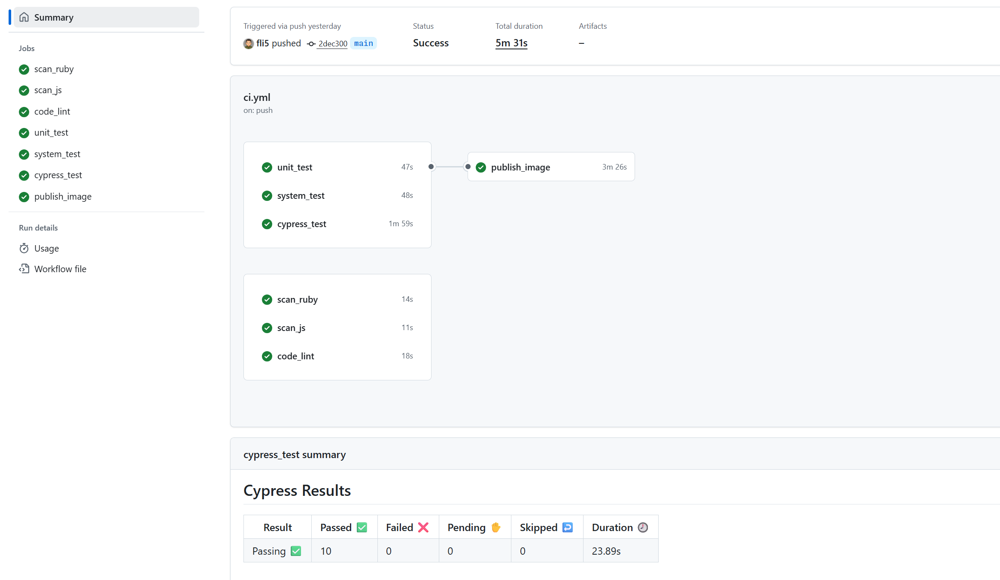 Summary
Jobs
scan_ruby
scan_js
code_lint
unit_test
system_test
cypress_test
publish_image
Run details
Usage
Workflow file
Triggered via push yesterday
fli5 pushed 2dec300 main
Status
Success
Total duration
5m 31s
Artifacts
–
ci.yml
on: push
unit_test 47s
system_test 48s
cypress_test 1m 59s
publish_image 3m 26s
scan_ruby 14s
scan_js 11s
code_lint 18s
cypress_test summary
Cypress Results
Result Passed ✅ Failed ❌ Pending ✋ Skipped ↩️ Duration 🕗
Passing ✅ 10 0 0 0 23.89s